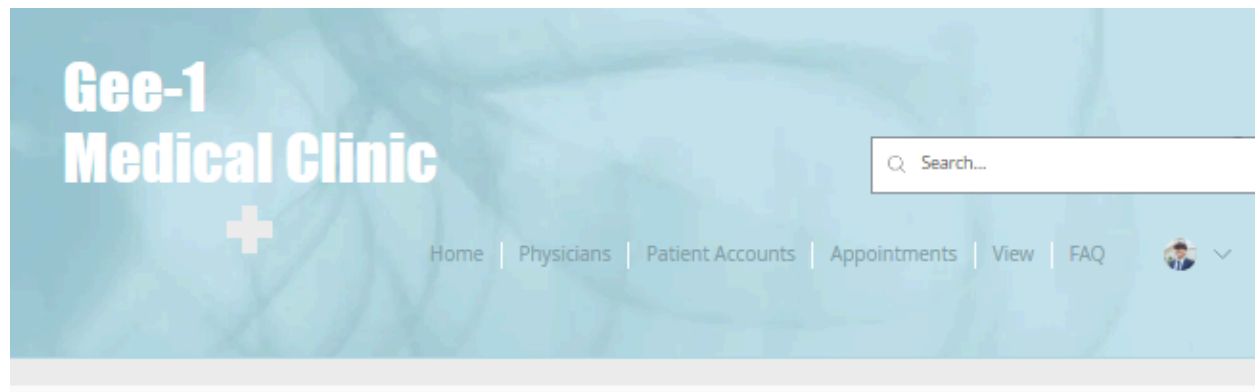 Gee-1
Medical Clinic
Search...
Home Physicians Patient Accounts Appointments View FAQ